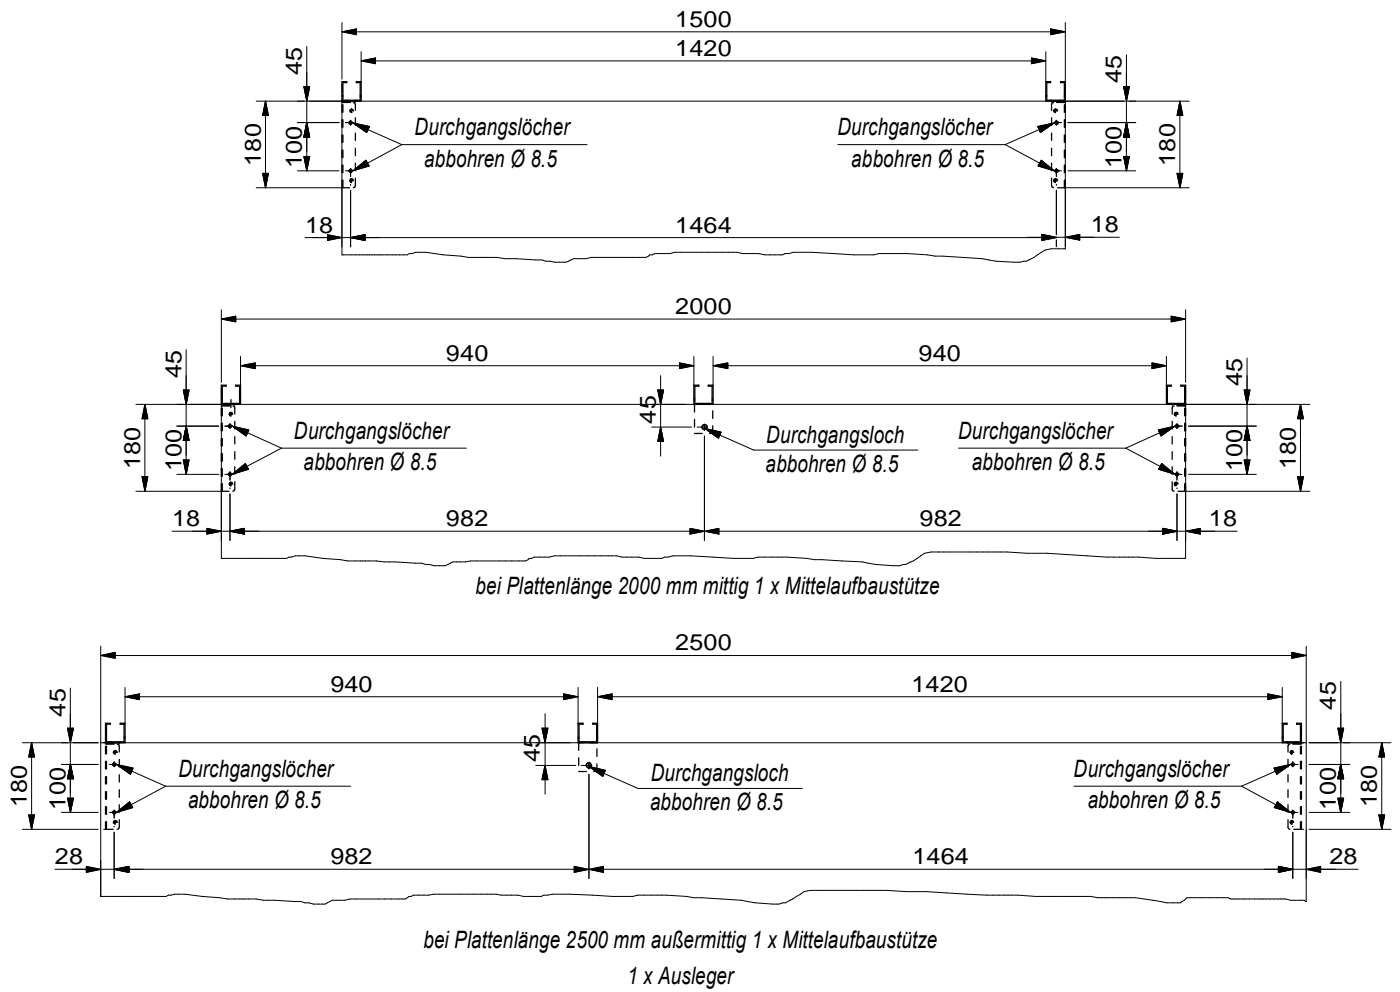 1500
1420
45
45
180
100
Durchgangslöcher
abbohren Ø 8.5
Durchgangslöcher
abbohren Ø 8.5
100
180
18
1464
18
2000
940
940
45
45
45
180
100
Durchgangslöcher
abbohren Ø 8.5
Durchgangsloch
abbohren Ø 8.5
Durchgangslöcher
abbohren Ø 8.5
100
180
18
982
982
18
bei Plattenlänge 2000 mm mittig 1 x Mittelaufbaustütze
2500
940
1420
45
45
45
180
100
Durchgangslöcher
abbohren Ø 8.5
Durchgangsloch
abbohren Ø 8.5
Durchgangslöcher
abbohren Ø 8.5
100
180
28
982
1464
28
bei Plattenlänge 2500 mm außermittig 1 x Mittelaufbaustütze
1 x Ausleger